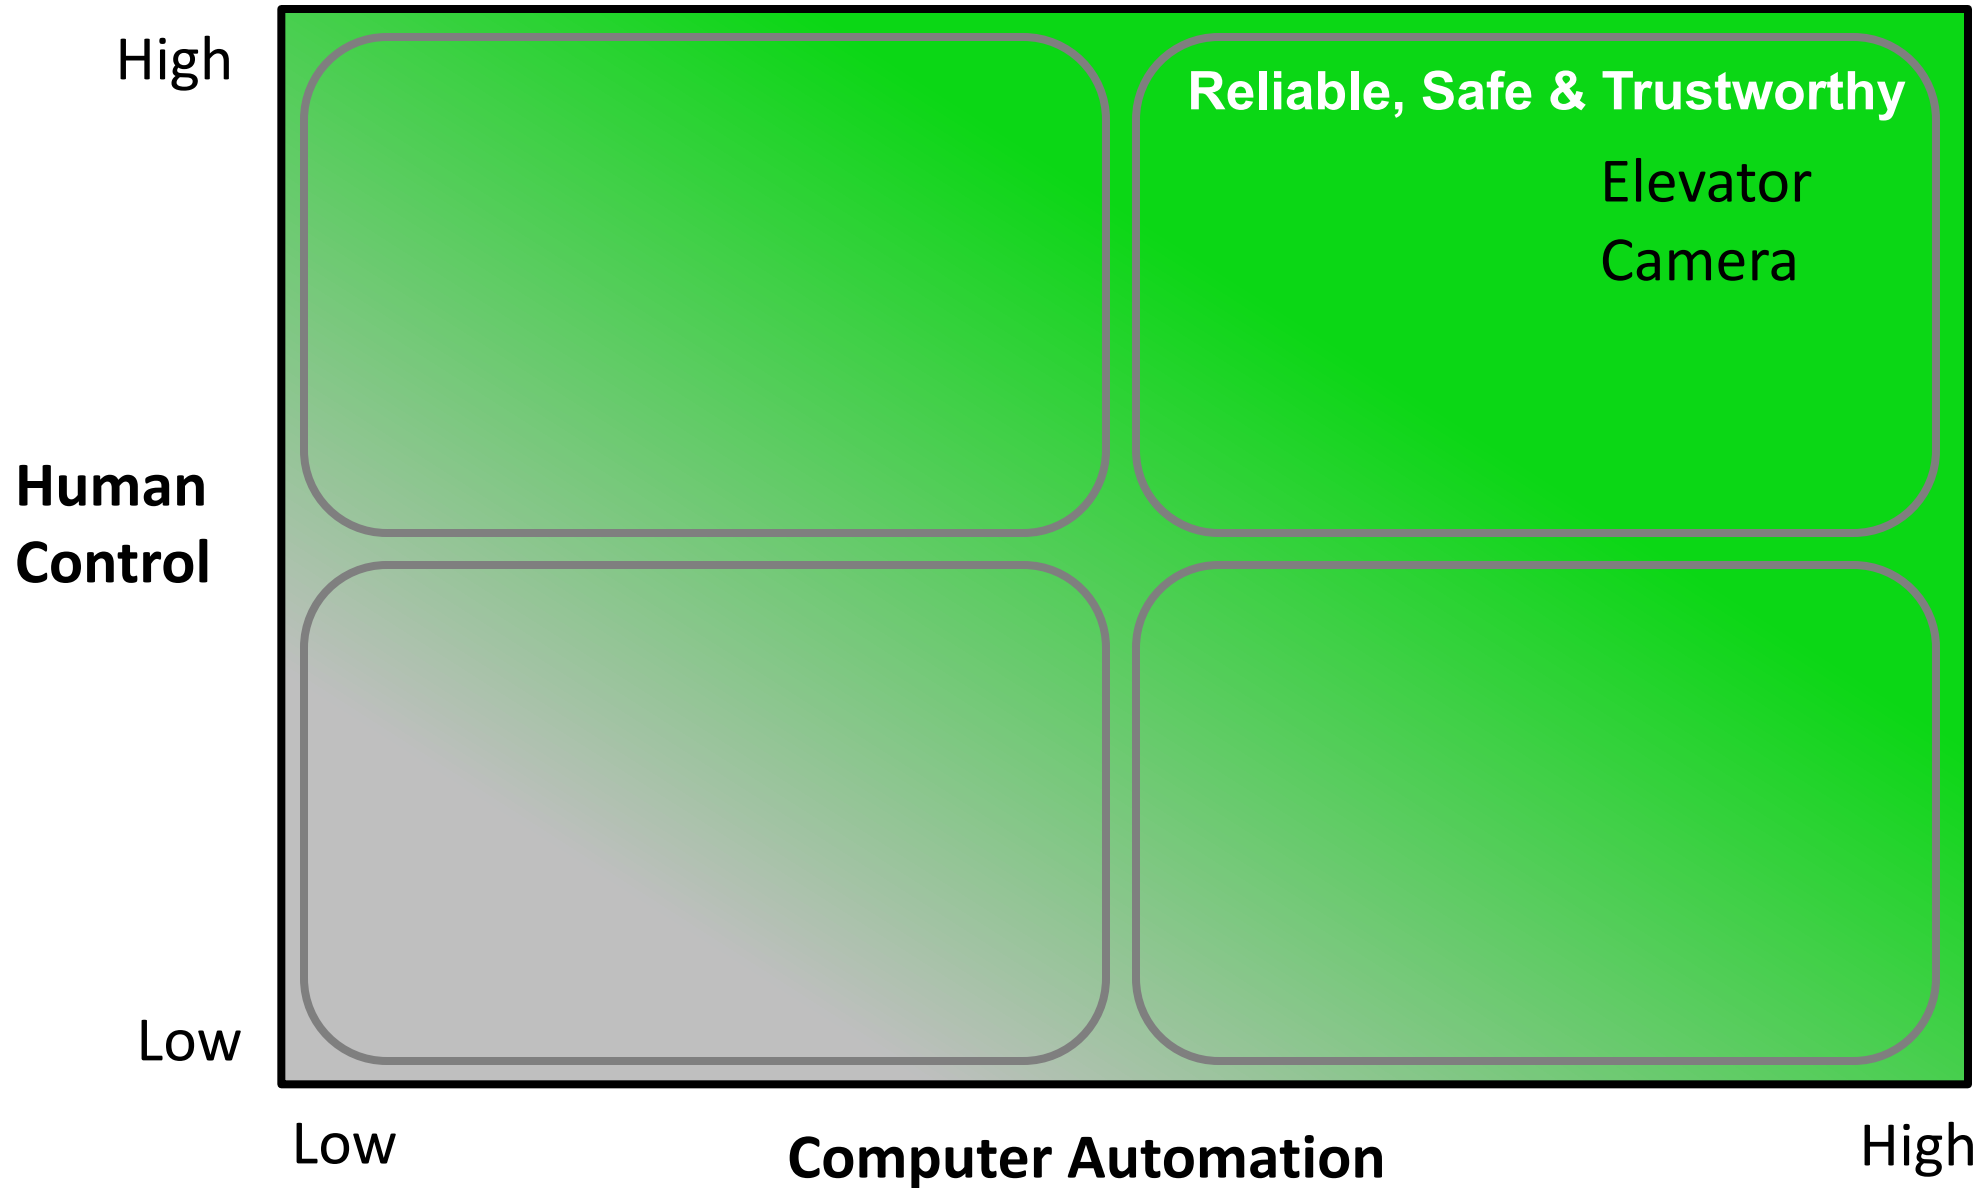 High
Reliable, Safe & Trustworthy
Elevator
Camera
Human
Control
Low
Low
Computer Automation
High